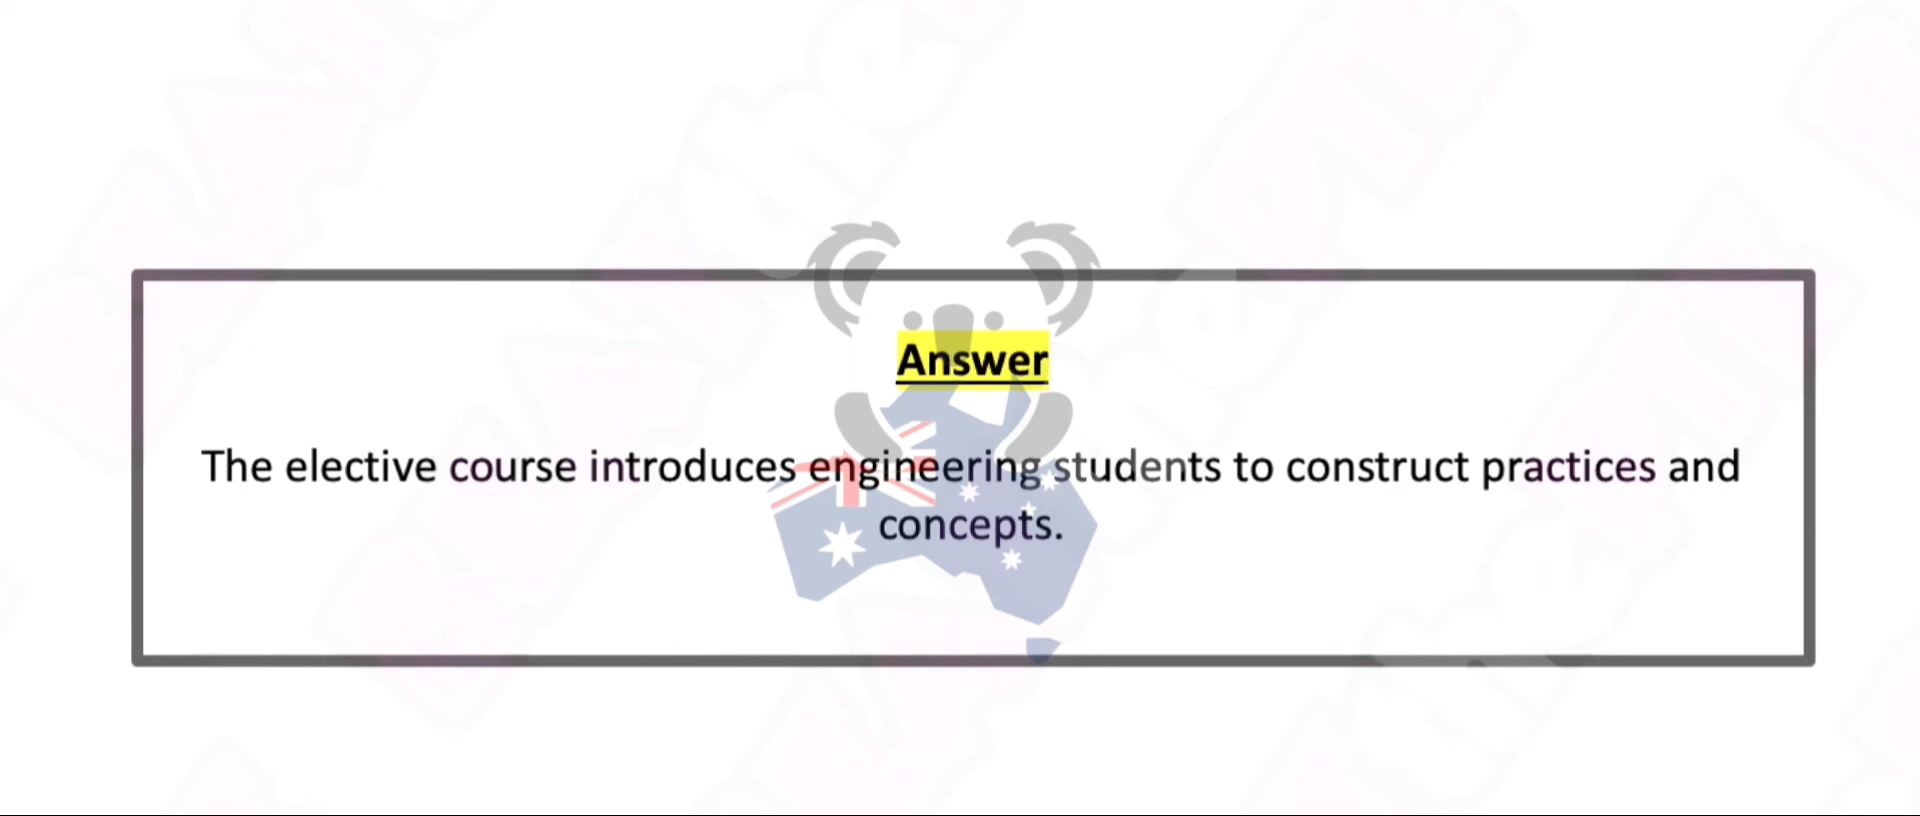 Answer
The elective course introduces engineering students to construct practices and
concepts.